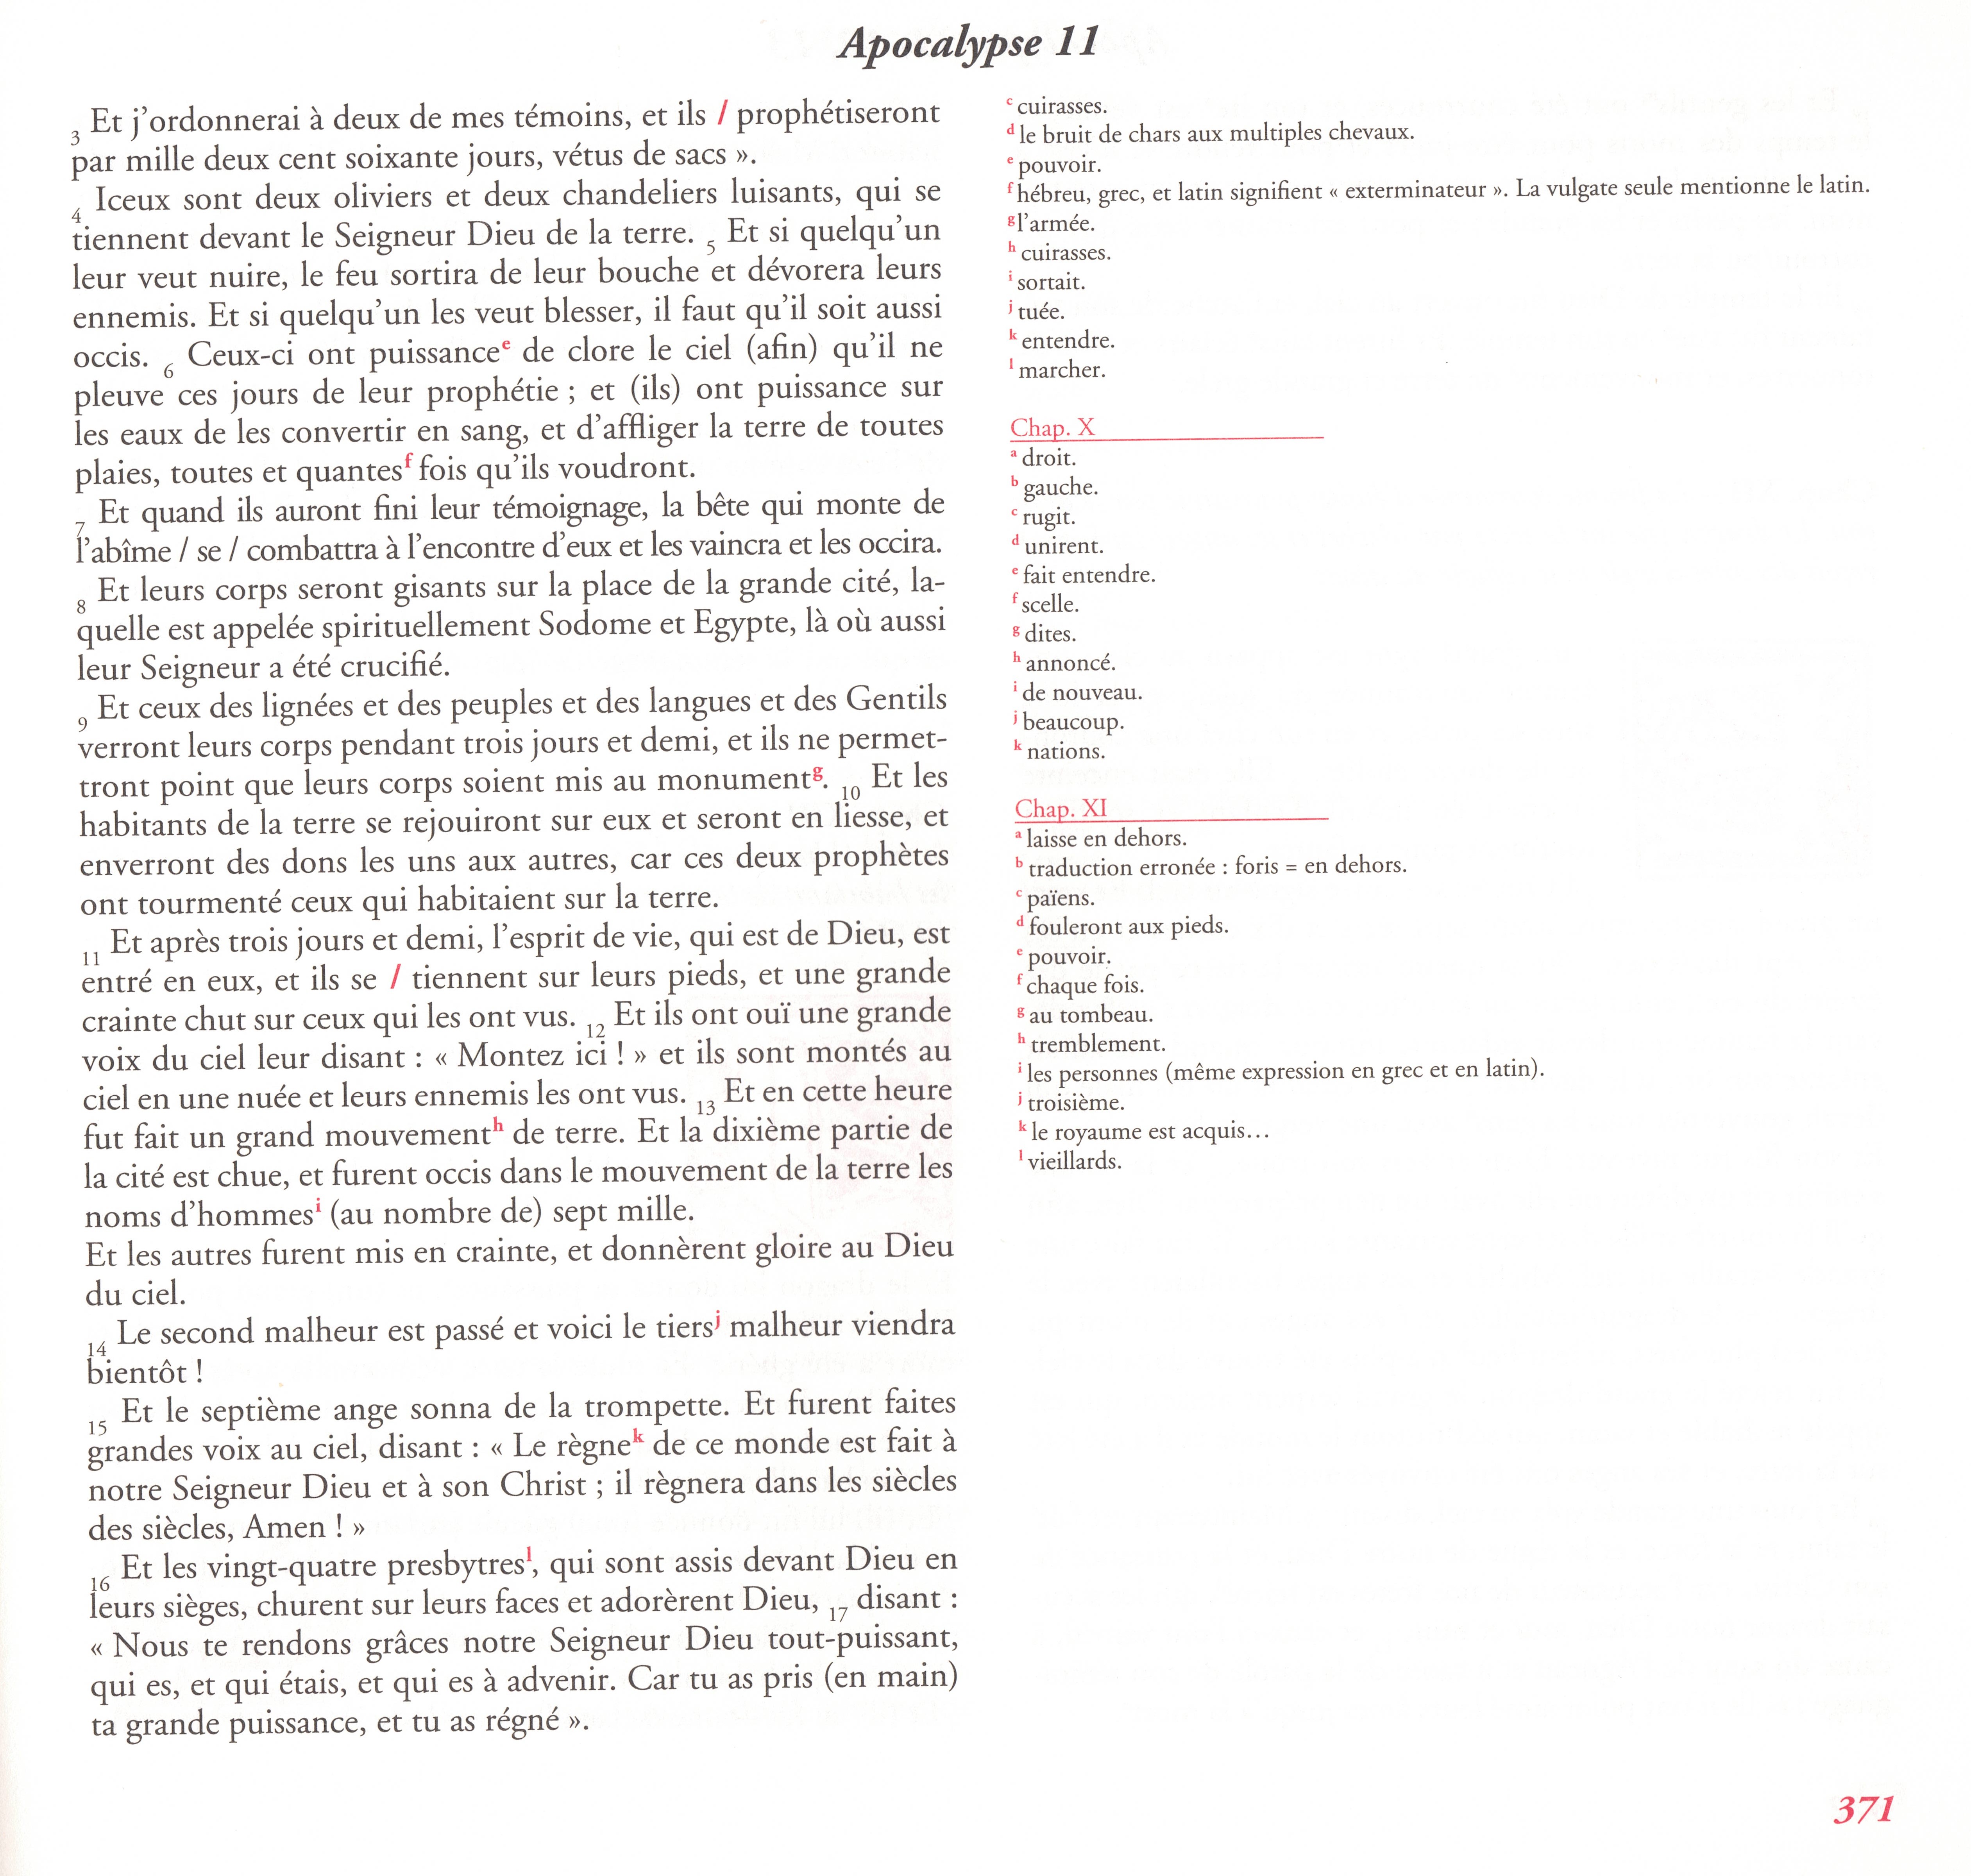 Apocalypse 11
3 Et j'ordonnerai à deux de mes témoins, et ils / prophétiseront
par mille deux cent soixante jours, vétus de sacs ».
4 Iceux sont deux oliviers et deux chandeliers luisants, qui se
tiennent devant le Seigneur Dieu de la terre. 5 Et si quelqu'un
leur veut nuire, le feu sortira de leur bouche et dévorera leurs
ennemis. Et si quelqu'un les veut blesser, il faut qu'il soit aussi
occis. 6 Ceux-ci ont puissance e de clore le ciel (afin) qu'il ne
pleuve ces jours de leur prophétie ; et (ils) ont puissance sur
les eaux de les convertir en sang, et d'affliger la terre de toutes
plaies, toutes et quantes f fois qu'ils voudront.
7 Et quand ils auront fini leur témoignage, la bête qui monte de
l'abîme / se / combattra à l'encontre d'eux et les vaincra et les occira.
8 Et leurs corps seront gisants sur la place de la grande cité, la-
quelle est appelée spirituellement Sodome et Egypte, là où aussi
leur Seigneur a été crucifié.
9 Et ceux des lignées et des peuples et des langues et des Gentils
verront leurs corps pendant trois jours et demi, et ils ne permet-
tront point que leurs corps soient mis au monument g. 10 Et les
habitants de la terre se rejouiront sur eux et seront en liesse, et
enverront des dons les uns aux autres, car ces deux prophètes
ont tourmenté ceux qui habitaient sur la terre.
11 Et après trois jours et demi, l'esprit de vie, qui est de Dieu, est
entré en eux, et ils se / tiennent sur leurs pieds, et une grande
crainte chut sur ceux qui les ont vus. 12 Et ils ont ouï une grande
voix du ciel leur disant : « Montez ici ! » et ils sont montés au
ciel en une nuée et leurs ennemis les ont vus. 13 Et en cette heure
fut fait un grand mouvement h de terre. Et la dixième partie de
la cité est chue, et furent occis dans le mouvement de la terre les
noms d'hommes i (au nombre de) sept mille.
Et les autres furent mis en crainte, et donnèrent gloire au Dieu
du ciel.
14 Le second malheur est passé et voici le tiers j malheur viendra
bientôt !
15 Et le septième ange sonna de la trompette. Et furent faites
grandes voix au ciel, disant : « Le règne k de ce monde est fait à
notre Seigneur Dieu et à son Christ ; il règnera dans les siècles
des siècles, Amen ! »
16 Et les vingt-quatre presbytres l, qui sont assis devant Dieu en
leurs sièges, churent sur leurs faces et adorèrent Dieu, 17 disant :
« Nous te rendons grâces notre Seigneur Dieu tout-puissant,
qui es, et qui étais, et qui es à advenir. Car tu as pris (en main)
ta grande puissance, et tu as régné ».
c cuirasses.
d le bruit de chars aux multiples chevaux.
e pouvoir.
f hébreu, grec, et latin signifient « exterminateur ». La vulgate seule mentionne le latin.
g l'armée.
h cuirasses.
i sortait.
j tuée.
k entendre.
l marcher.
Chap. X
a droit.
b gauche.
c rugit.
d unirent.
e fait entendre.
f scelle.
g dites.
h annoncé.
i de nouveau.
j beaucoup.
k nations.
Chap. XI
a laisse en dehors.
b traduction erronée : foris = en dehors.
c païens.
d fouleront aux pieds.
e pouvoir.
f chaque fois.
g au tombeau.
h tremblement.
i les personnes (même expression en grec et en latin).
j troisième.
k le royaume est acquis...
l vieillards.
371